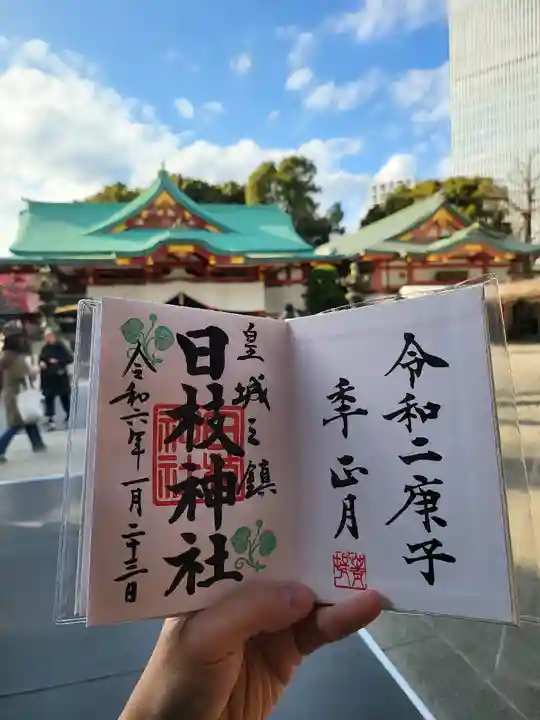 令和二庚子
季正月
皇城之鎮
日枝神社
令和六年一月二十三日